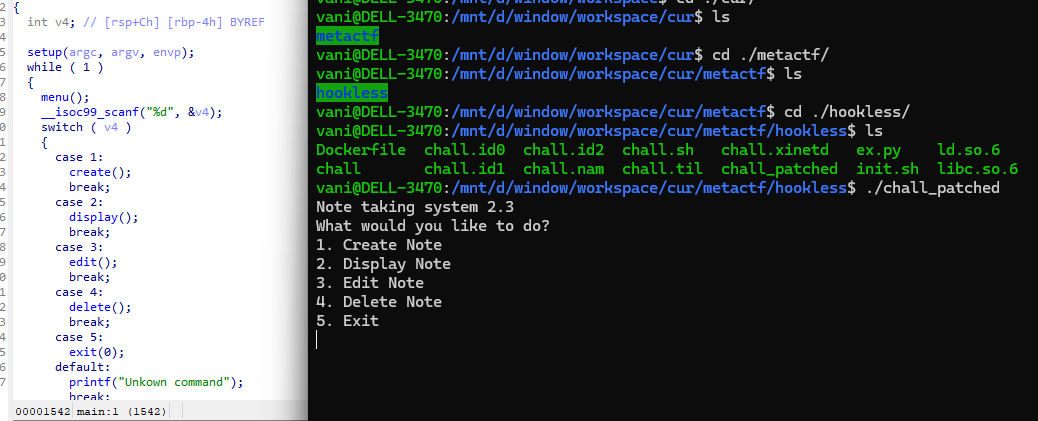 {
int v4; // [rsp+Ch] [rbp-4h] BYREF
setup(argc, argv, envp);
while ( 1 )
{
menu();
__isoc99_scanf("%d", &v4);
switch ( v4 )
{
case 1:
create();
break;
case 2:
display();
break;
case 3:
edit();
break;
case 4:
delete();
break;
case 5:
exit(0);
default:
printf("Unkown command");
break;
00001542 main:1 (1542)
vani@DELL-3470:/mnt/d/window/workspace$ cd ./cur/
vani@DELL-3470:/mnt/d/window/workspace/cur$ ls
metactf
vani@DELL-3470:/mnt/d/window/workspace/cur$ cd ./metactf/
vani@DELL-3470:/mnt/d/window/workspace/cur/metactf$ ls
hookless
vani@DELL-3470:/mnt/d/window/workspace/cur/metactf$ cd ./hookless/
vani@DELL-3470:/mnt/d/window/workspace/cur/metactf/hookless$ ls
Dockerfile chall.id0 chall.id2 chall.sh chall.xinetd ex.py ld.so.6
chall chall.id1 chall.nam chall.til chall_patched init.sh libc.so.6
vani@DELL-3470:/mnt/d/window/workspace/cur/metactf/hookless$ ./chall_patched
Note taking system 2.3
What would you like to do?
1. Create Note
2. Display Note
3. Edit Note
4. Delete Note
5. Exit